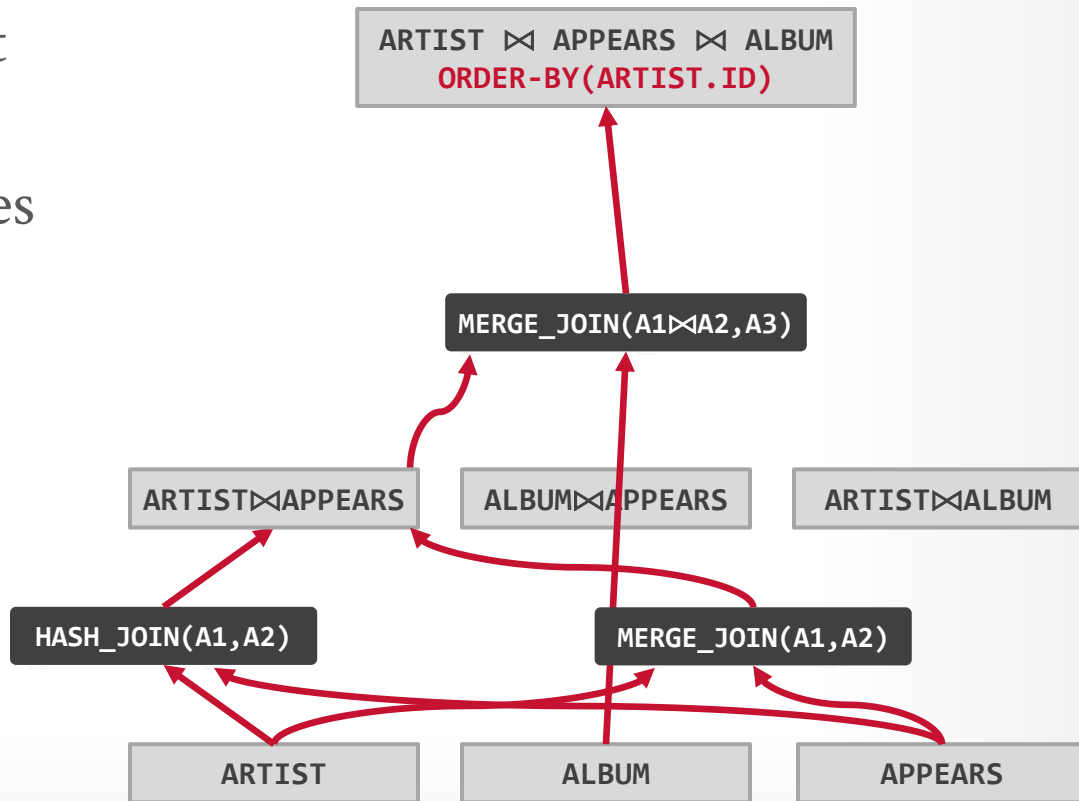 t
es
ARTIST ⋈ APPEARS ⋈ ALBUM
ORDER-BY(ARTIST.ID)
MERGE_JOIN(A1⋈A2,A3)
ARTIST⋈APPEARS
ALBUM⋈APPEARS
ARTIST⋈ALBUM
HASH_JOIN(A1,A2)
MERGE_JOIN(A1,A2)
ARTIST
ALBUM
APPEARS